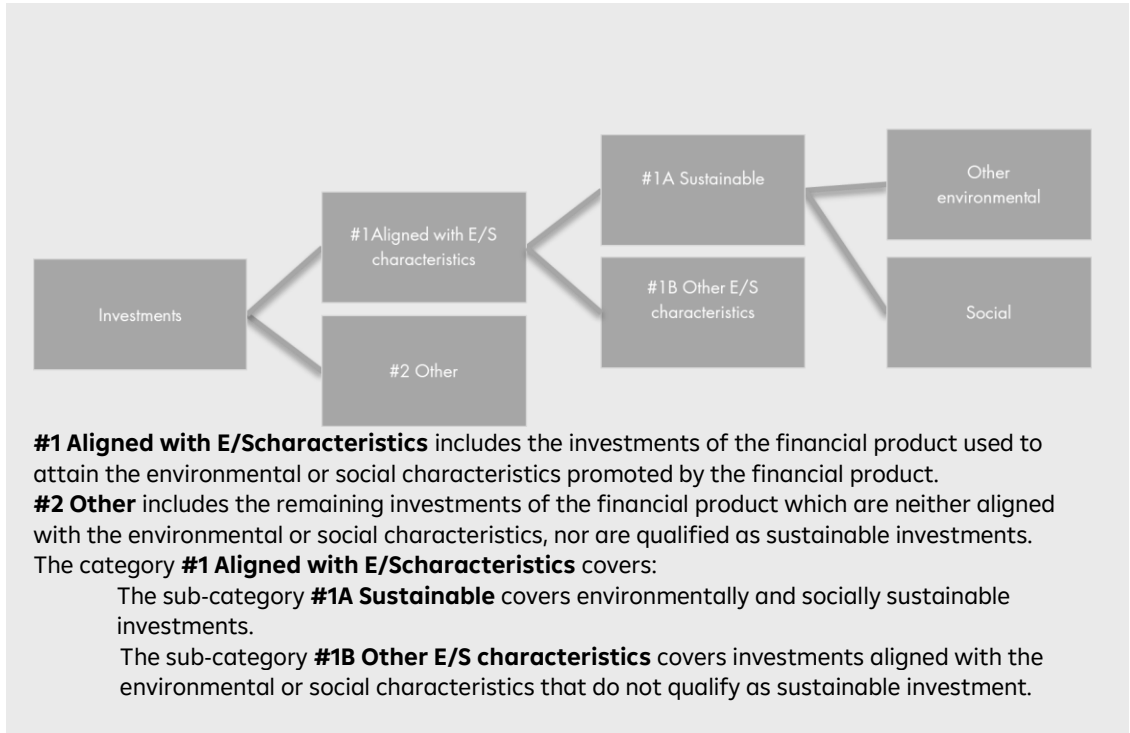 Investments
#1Aligned with E/S
characteristics
#2 Other
#1A Sustainable
#1B Other E/S
characteristics
Other
environmental
Social
#1 Aligned with E/Scharacteristics includes the investments of the financial product used to
attain the environmental or social characteristics promoted by the financial product.
#2 Other includes the remaining investments of the financial product which are neither aligned
with the environmental or social characteristics, nor are qualified as sustainable investments.
The category #1 Aligned with E/Scharacteristics covers:
The sub-category #1A Sustainable covers environmentally and socially sustainable
investments.
The sub-category #1B Other E/S characteristics covers investments aligned with the
environmental or social characteristics that do not qualify as sustainable investment.